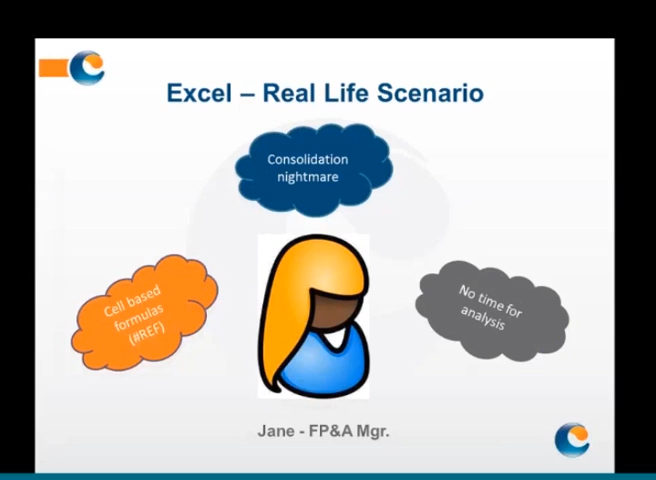 Excel – Real Life Scenario
Consolidation
nightmare
Cell based
formulas
(#REF)
No time for
analysis
Jane - FP&A Mgr.